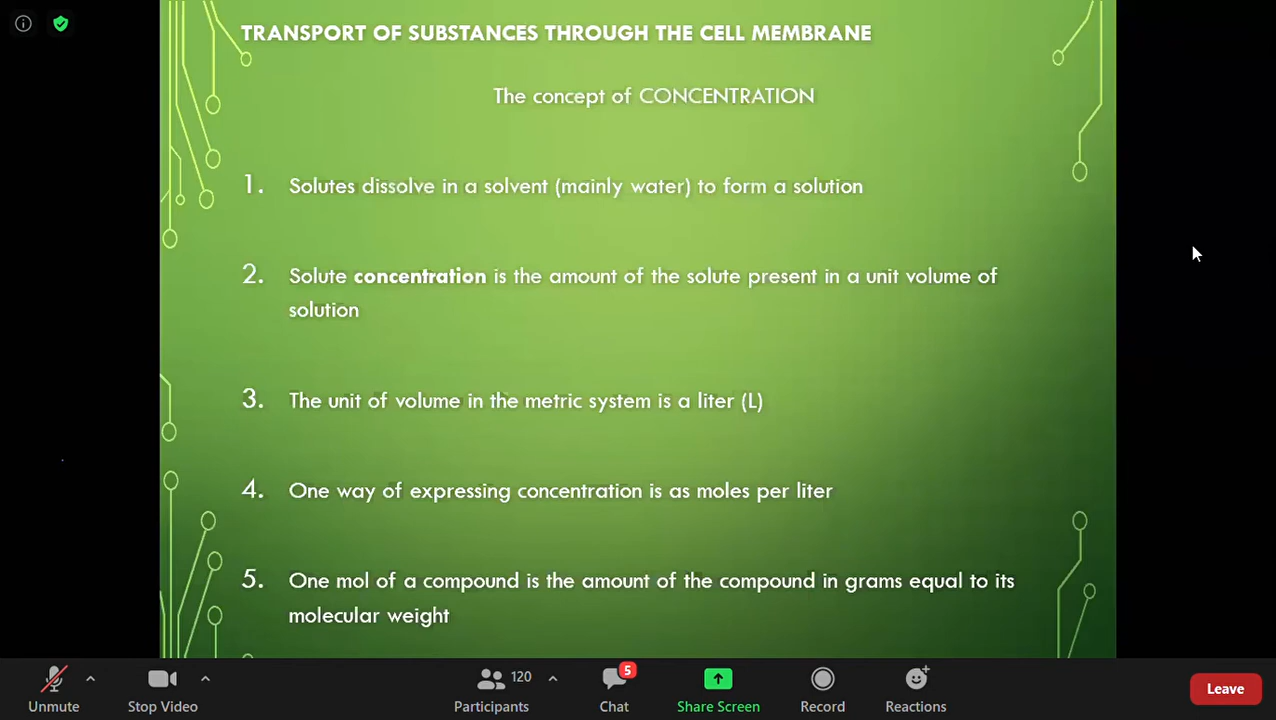 TRANSPORT OF SUBSTANCES THROUGH THE CELL MEMBRANE
The concept of CONCENTRATION
1. Solutes dissolve in a solvent (mainly water) to form a solution
2. Solute concentration is the amount of the solute present in a unit volume of
solution
3. The unit of volume in the metric system is a liter (L)
4. One way of expressing concentration is as moles per liter
5. One mol of a compound is the amount of the compound in grams equal to its
molecular weight
120 5
Unmute Stop Video Participants Chat Share Screen Record Reactions Leave